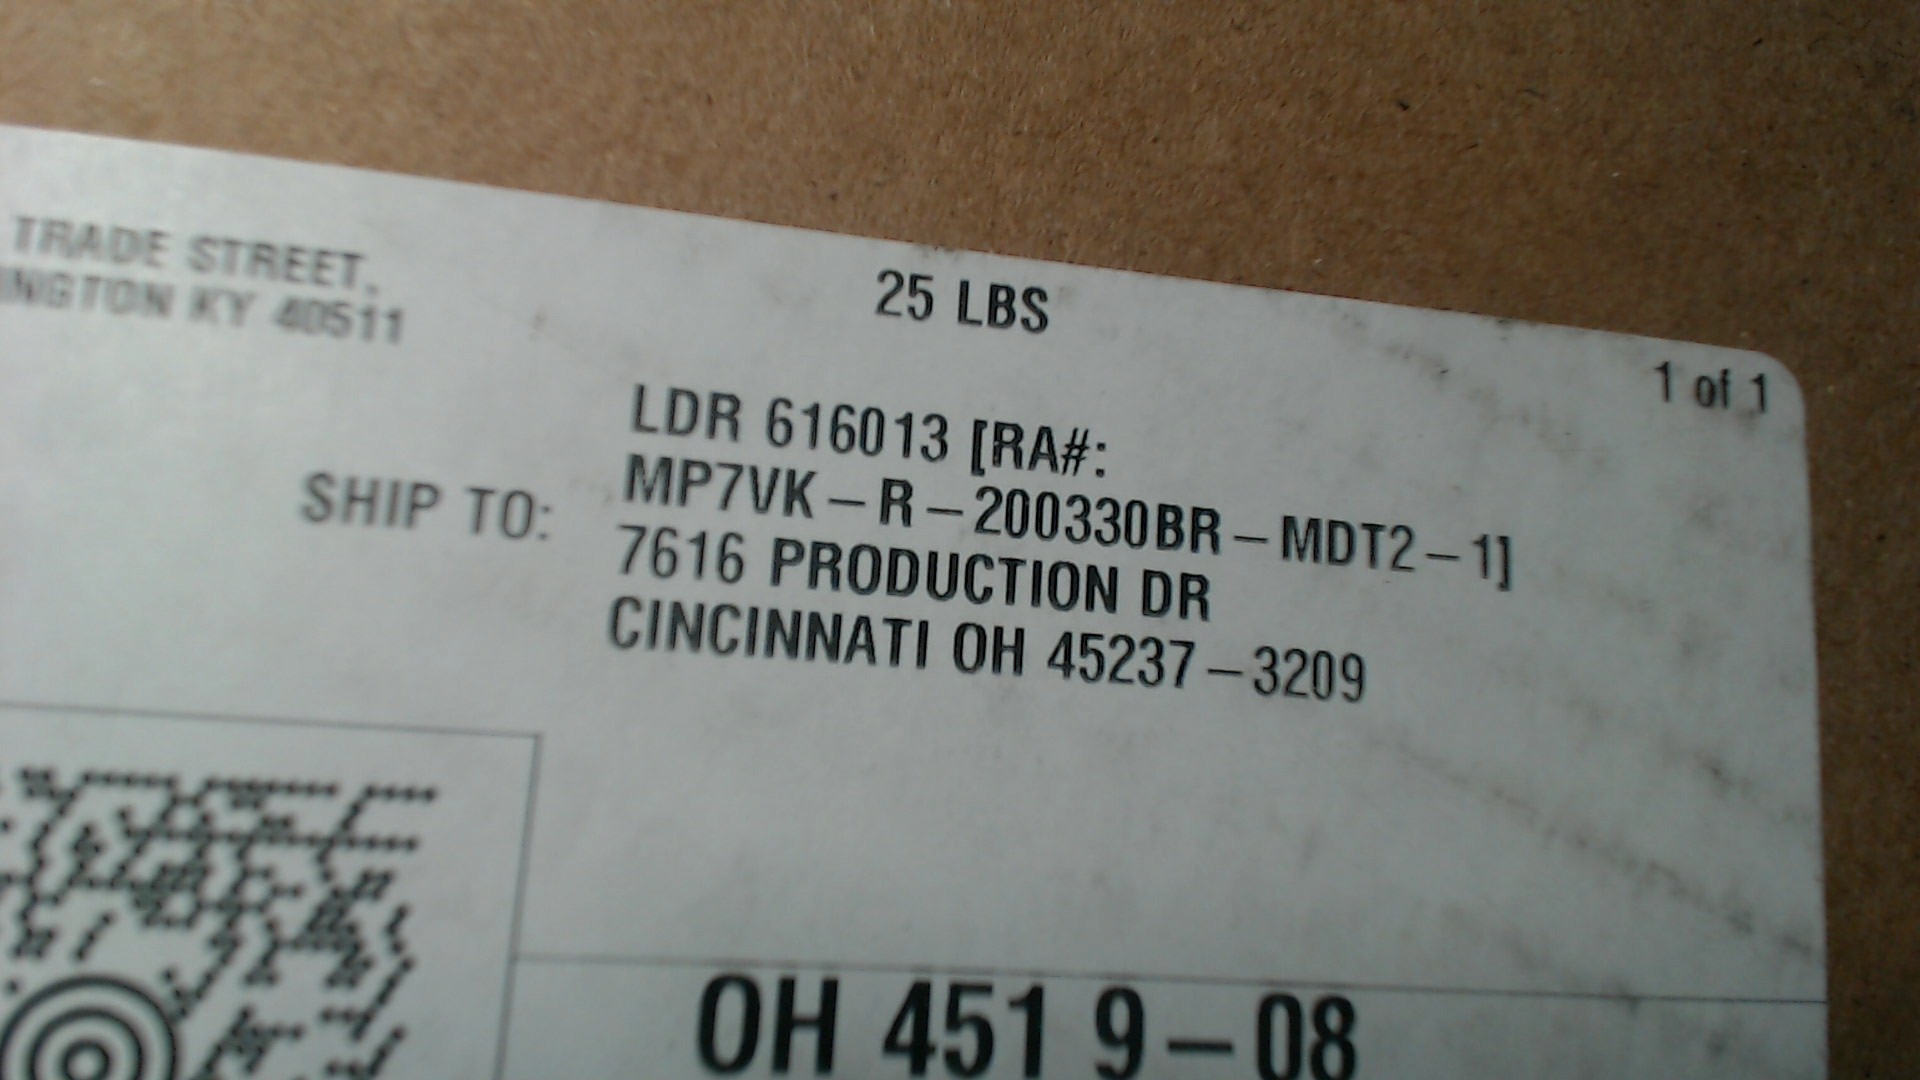 TRADE STREET,
INGTON KY 40511
25 LBS
1 of 1
SHIP TO:
LDR 616013 [RA#:
MP7VK-R-200330BR-MDT2-1]
7616 PRODUCTION DR
CINCINNATI OH 45237-3209
OH 451 9-08